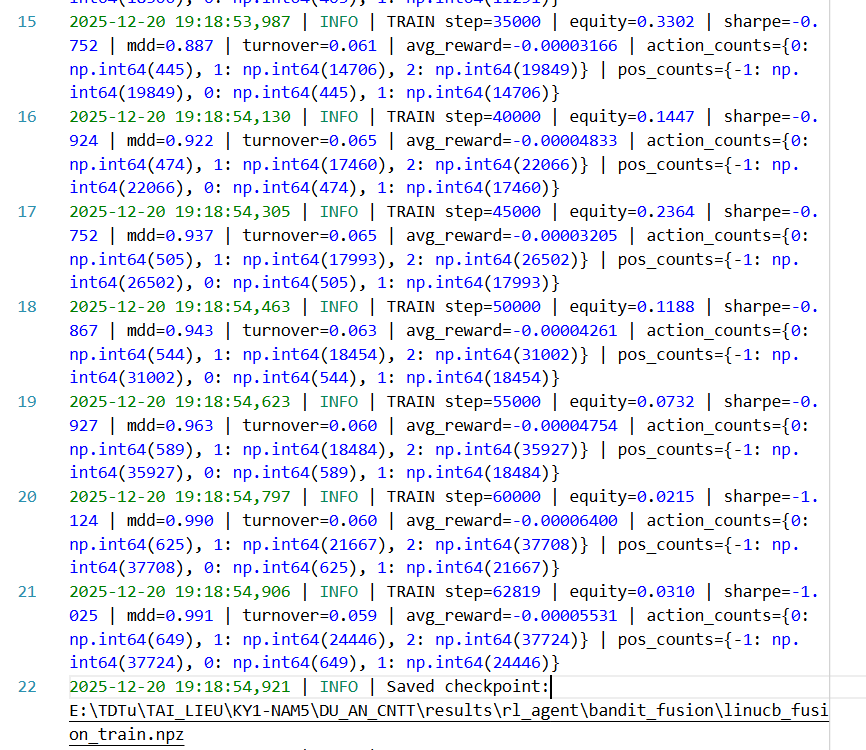 15 2025-12-20 19:18:53,987 | INFO | TRAIN step=35000 | equity=0.3302 | sharpe=-0.
752 | mdd=0.887 | turnover=0.061 | avg_reward=-0.00003166 | action_counts={0:
np.int64(445), 1: np.int64(14706), 2: np.int64(19849)} | pos_counts={-1: np.
int64(19849), 0: np.int64(445), 1: np.int64(14706)}
16 2025-12-20 19:18:54,130 | INFO | TRAIN step=40000 | equity=0.1447 | sharpe=-0.
924 | mdd=0.922 | turnover=0.065 | avg_reward=-0.00004833 | action_counts={0:
np.int64(474), 1: np.int64(17460), 2: np.int64(22066)} | pos_counts={-1: np.
int64(22066), 0: np.int64(474), 1: np.int64(17460)}
17 2025-12-20 19:18:54,305 | INFO | TRAIN step=45000 | equity=0.2364 | sharpe=-0.
752 | mdd=0.937 | turnover=0.065 | avg_reward=-0.00003205 | action_counts={0:
np.int64(505), 1: np.int64(17993), 2: np.int64(26502)} | pos_counts={-1: np.
int64(26502), 0: np.int64(505), 1: np.int64(17993)}
18 2025-12-20 19:18:54,463 | INFO | TRAIN step=50000 | equity=0.1188 | sharpe=-0.
867 | mdd=0.943 | turnover=0.063 | avg_reward=-0.00004261 | action_counts={0:
np.int64(544), 1: np.int64(18454), 2: np.int64(31002)} | pos_counts={-1: np.
int64(31002), 0: np.int64(544), 1: np.int64(18454)}
19 2025-12-20 19:18:54,623 | INFO | TRAIN step=55000 | equity=0.0732 | sharpe=-0.
927 | mdd=0.963 | turnover=0.060 | avg_reward=-0.00004754 | action_counts={0:
np.int64(589), 1: np.int64(18484), 2: np.int64(35927)} | pos_counts={-1: np.
int64(35927), 0: np.int64(589), 1: np.int64(18484)}
20 2025-12-20 19:18:54,797 | INFO | TRAIN step=60000 | equity=0.0215 | sharpe=-1.
124 | mdd=0.990 | turnover=0.060 | avg_reward=-0.00006400 | action_counts={0:
np.int64(625), 1: np.int64(21667), 2: np.int64(37708)} | pos_counts={-1: np.
int64(37708), 0: np.int64(625), 1: np.int64(21667)}
21 2025-12-20 19:18:54,906 | INFO | TRAIN step=62819 | equity=0.0310 | sharpe=-1.
025 | mdd=0.991 | turnover=0.059 | avg_reward=-0.00005531 | action_counts={0:
np.int64(649), 1: np.int64(24446), 2: np.int64(37724)} | pos_counts={-1: np.
int64(37724), 0: np.int64(649), 1: np.int64(24446)}
22 2025-12-20 19:18:54,921 | INFO | Saved checkpoint:
E:\TDTu\TAI_LIEU\KY1-NAM5\DU_AN_CNTT\results\rl_agent\bandit_fusion\linucb_fusi
on_train.npz